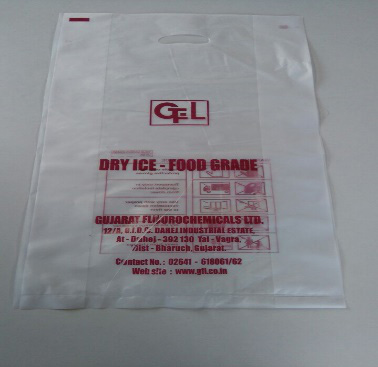 GFL
DRY ICE - FOOD GRADE
GUJARAT FLUOROCHEMICALS LTD.
12/A, G.I.D.C. DAHEJ INDUSTRIAL ESTATE,
At - Dahej - 392 130 Tal - Vagra,
Dist - Bharuch, Gujarat.
Contact No. : 02641 - 618061/62
Web site : www.gfl.co.in